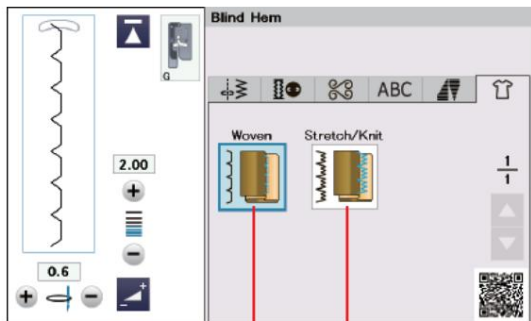 Blind Hem
G
ABC
Woven Stretch/Knit
2.00
1
1
0.6